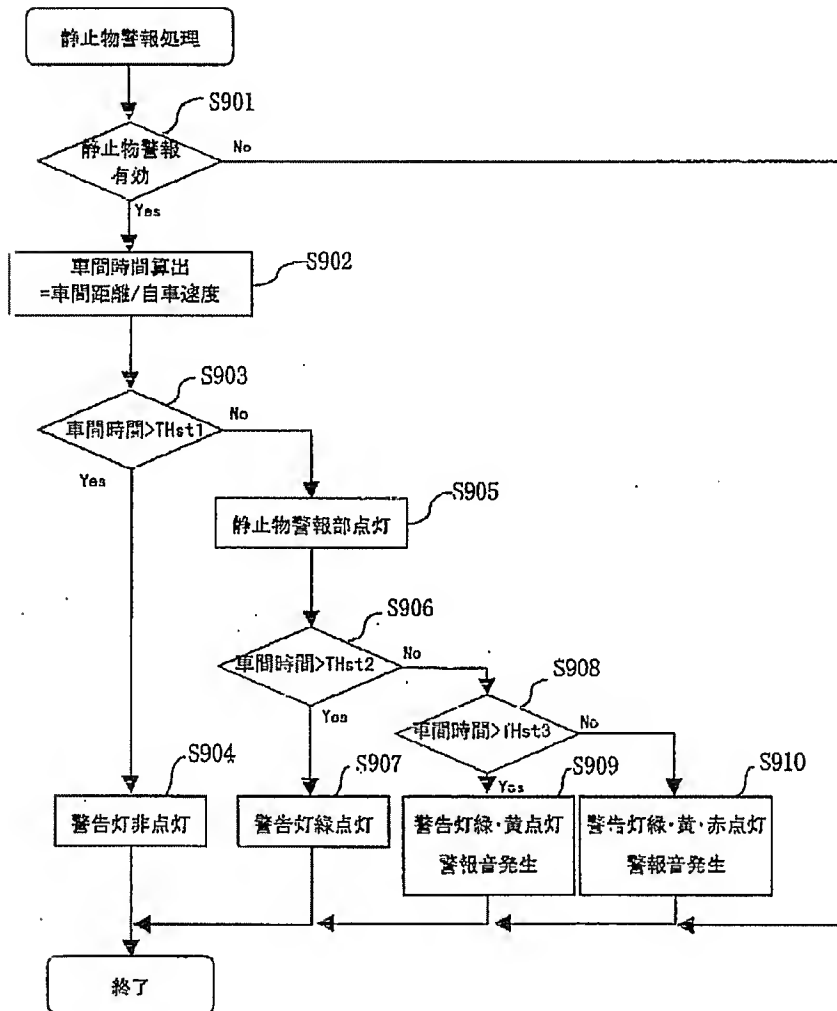 静止物警報処理
S901
静止物警報
有効
No
Yes
車間時間算出
=車間距離/自車速度
S902
S903
車間時間>THst1
No
Yes
S905
静止物警報部点灯
S906
車間時間>THst2
No
Yes
S908
車間時間>THst3
No
Yes
S904
警告灯非点灯
S907
警告灯緑点灯
S909
警告灯緑・黄点灯
警報音発生
S910
警告灯緑・黄・赤点灯
警報音発生
終了